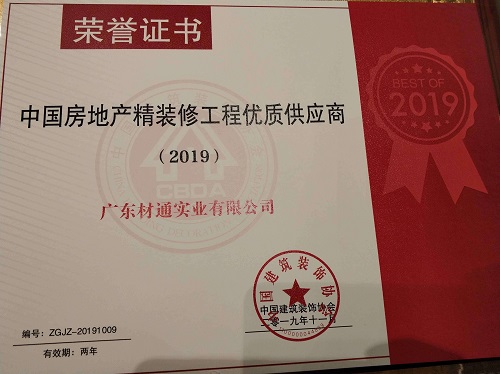 荣誉证书
BEST OF
2019
中国房地产精装修工程优质供应商
（2019）
CBDA
广东材通实业有限公司
中国建筑装饰协会
中国建筑装饰协会
二〇一九年十一月
编号：ZGJZ-20191009
有效期：两年